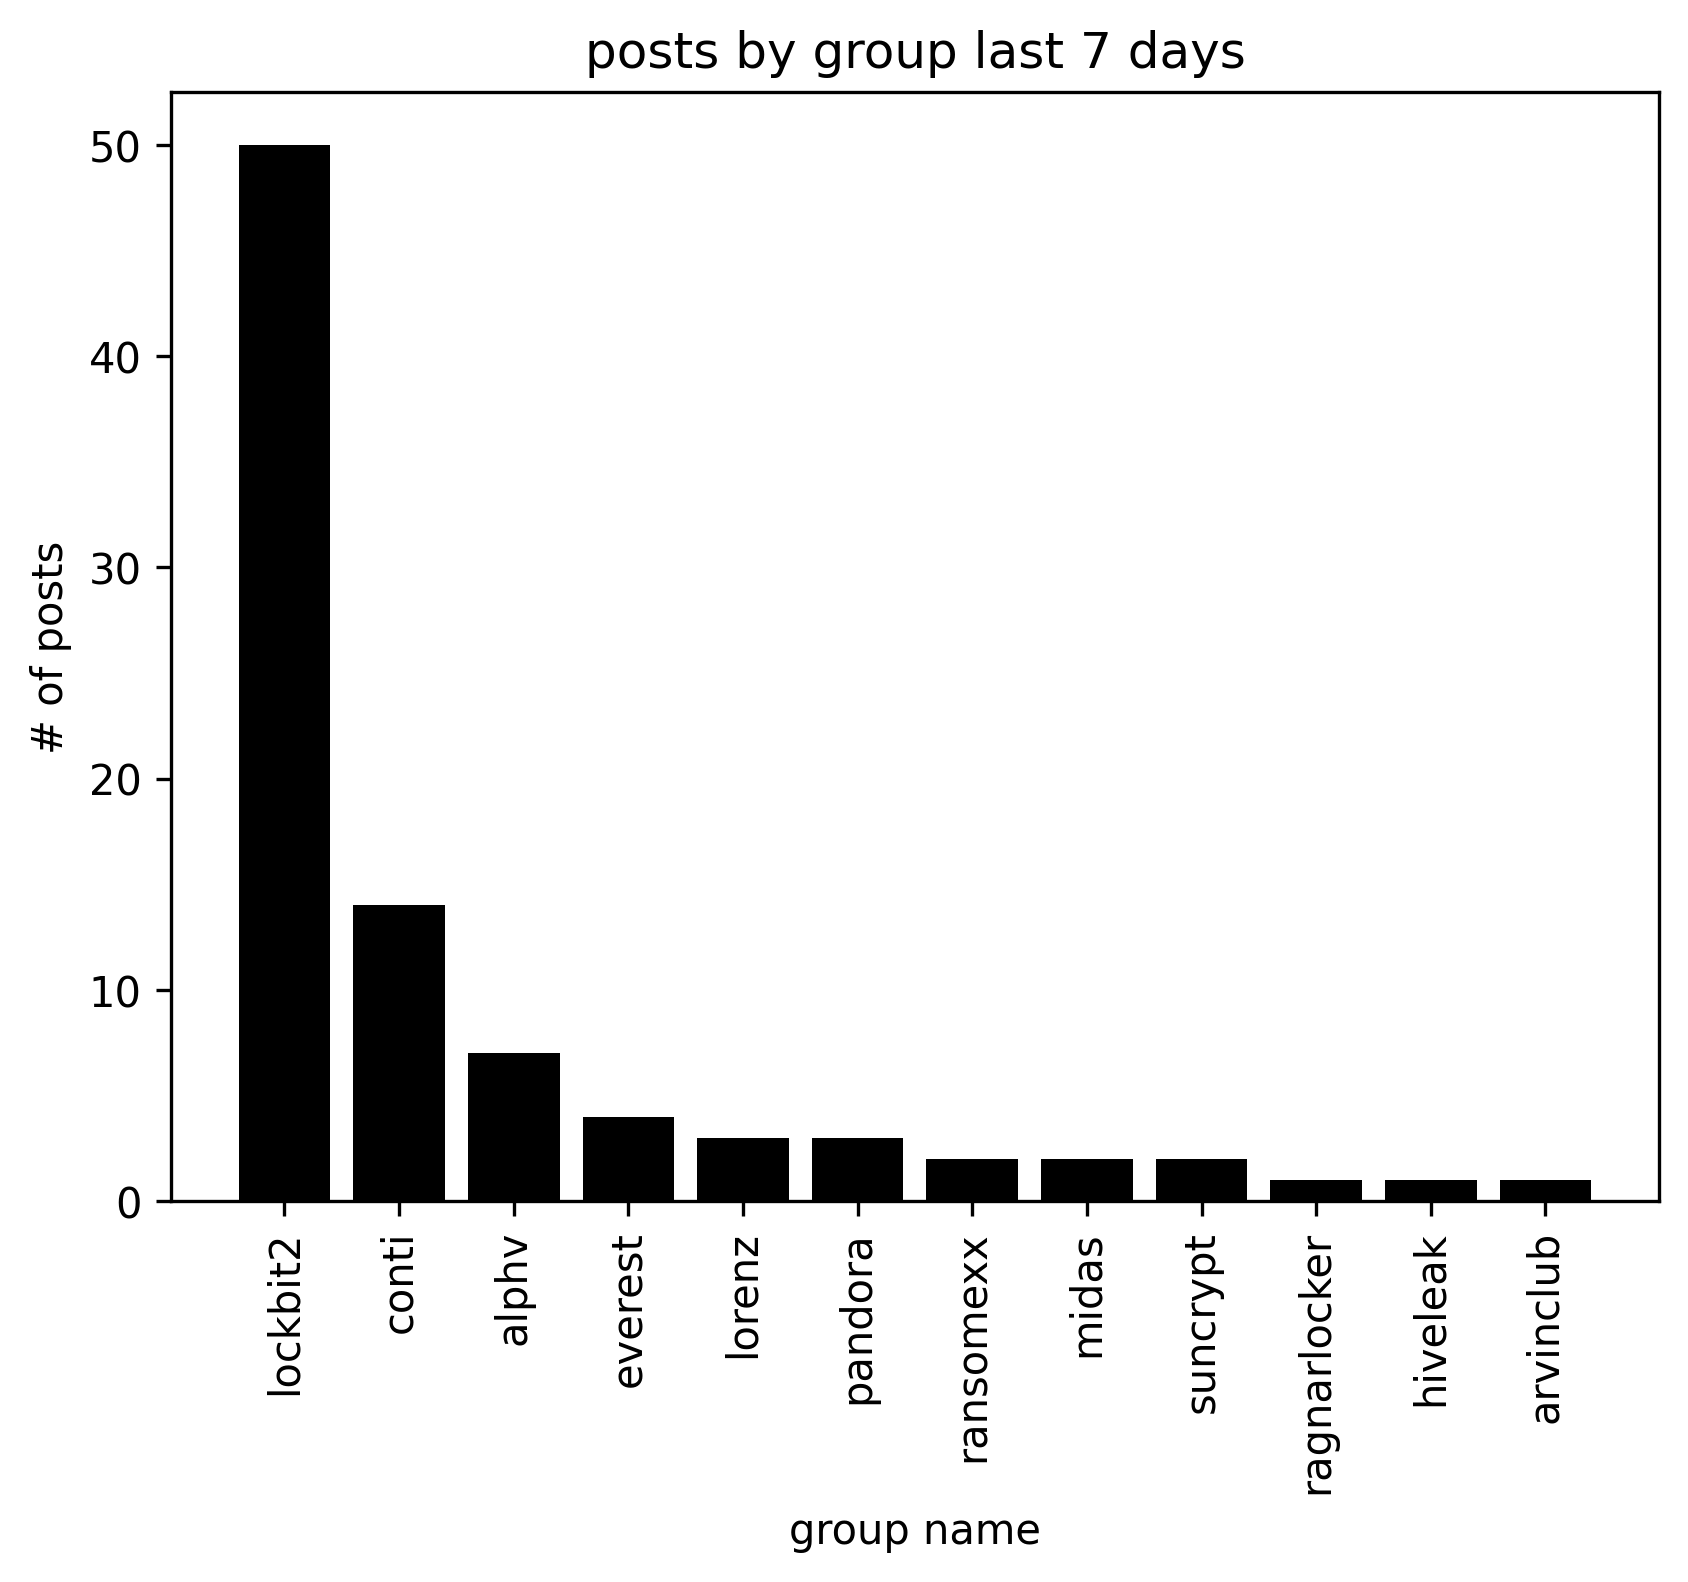 posts by group last 7 days
# of posts
50
40
30
20
10
0
lockbit2
conti
alphv
everest
lorenz
pandora
ransomexx
midas
suncrypt
ragnarlocker
hiveleak
arvinclub
group name